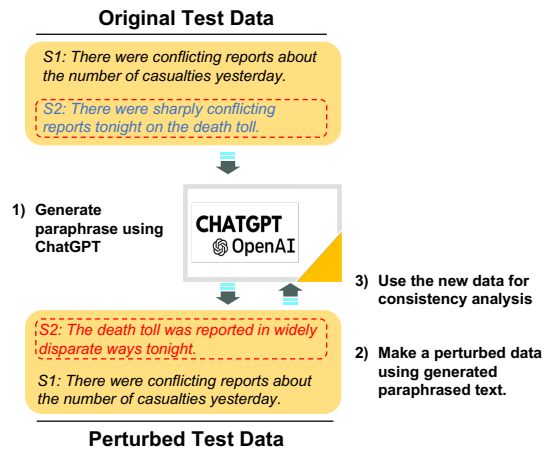 Original Test Data
S1: There were conflicting reports about
the number of casualties yesterday.
S2: There were sharply conflicting
reports tonight on the death toll.
1) Generate
paraphrase using
ChatGPT
CHATGPT
OpenAI
3) Use the new data for
consistency analysis
2) Make a perturbed data
using generated
paraphrased text.
S2: The death toll was reported in widely
disparate ways tonight.
S1: There were conflicting reports about
the number of casualties yesterday.
Perturbed Test Data